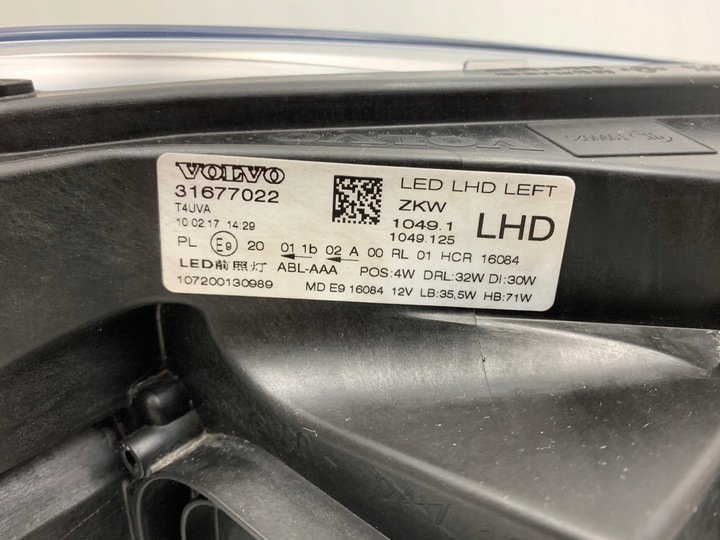 VOLVO
31677022
T4UVA
10.02.17 14:29
LED LHD LEFT
ZKW
1049.1
1049.125
LHD
PL E9 20 01 1b 02 A 00 RL 01 HCR 16084
LED前照灯 ABL-AAA POS:4W DRL:32W DI:30W
107200130989 MD E9 16084 12V LB:35,5W HB:71W
VOLVO